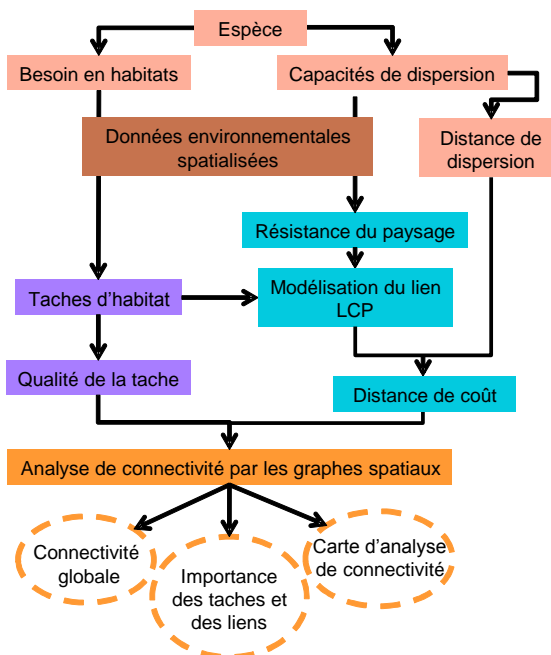 Espèce
Besoin en habitats
Capacités de dispersion
Données environnementales
spatialisées
Distance de
dispersion
Résistance du paysage
Taches d'habitat
Modélisation du lien
LCP
Qualité de la tache
Distance de coût
Analyse de connectivité par les graphes spatiaux
Connectivité
globale
Importance
des taches et
des liens
Carte d'analyse
de connectivité